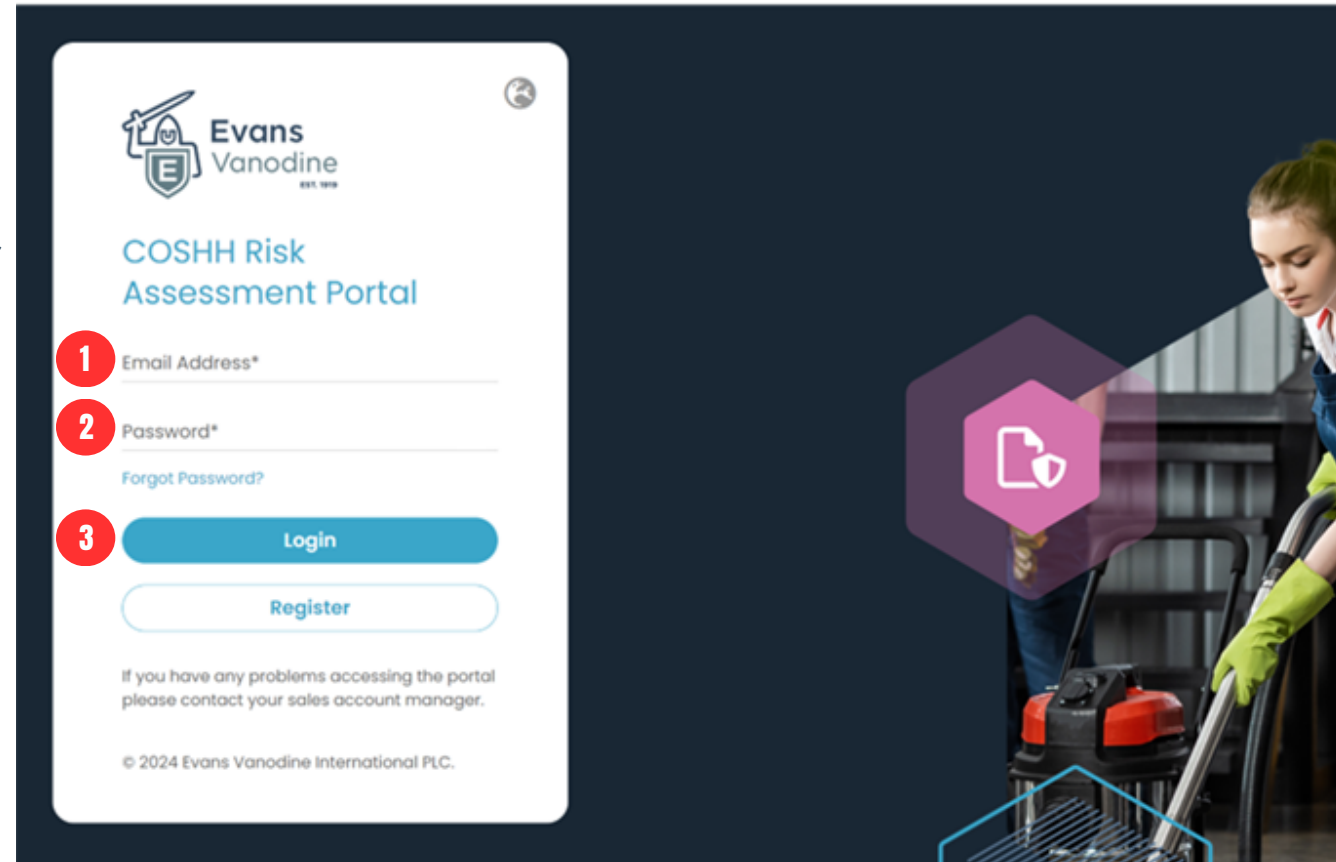 Evans
Vanodine
EST. 1919
E
COSHH Risk
Assessment Portal
1
Email Address*
2
Password*
Forgot Password?
3
Login
Register
If you have any problems accessing the portal
please contact your sales account manager.
© 2024 Evans Vanodine International PLC.